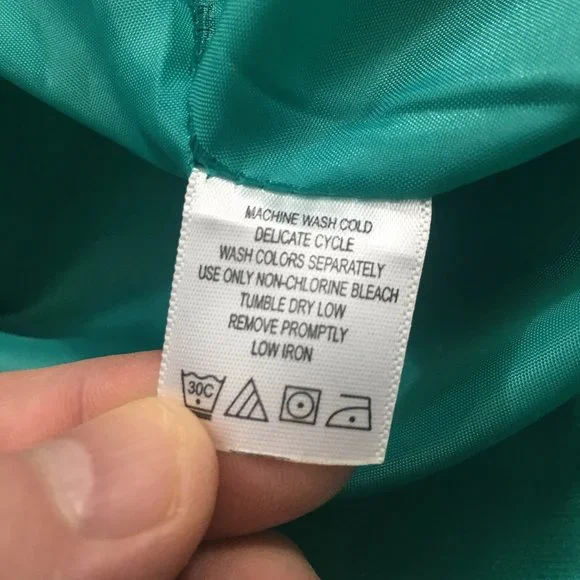 MACHINE WASH COLD
DELICATE CYCLE
WASH COLORS SEPARATELY
USE ONLY NON-CHLORINE BLEACH
TUMBLE DRY LOW
REMOVE PROMPTLY
LOW IRON
30C